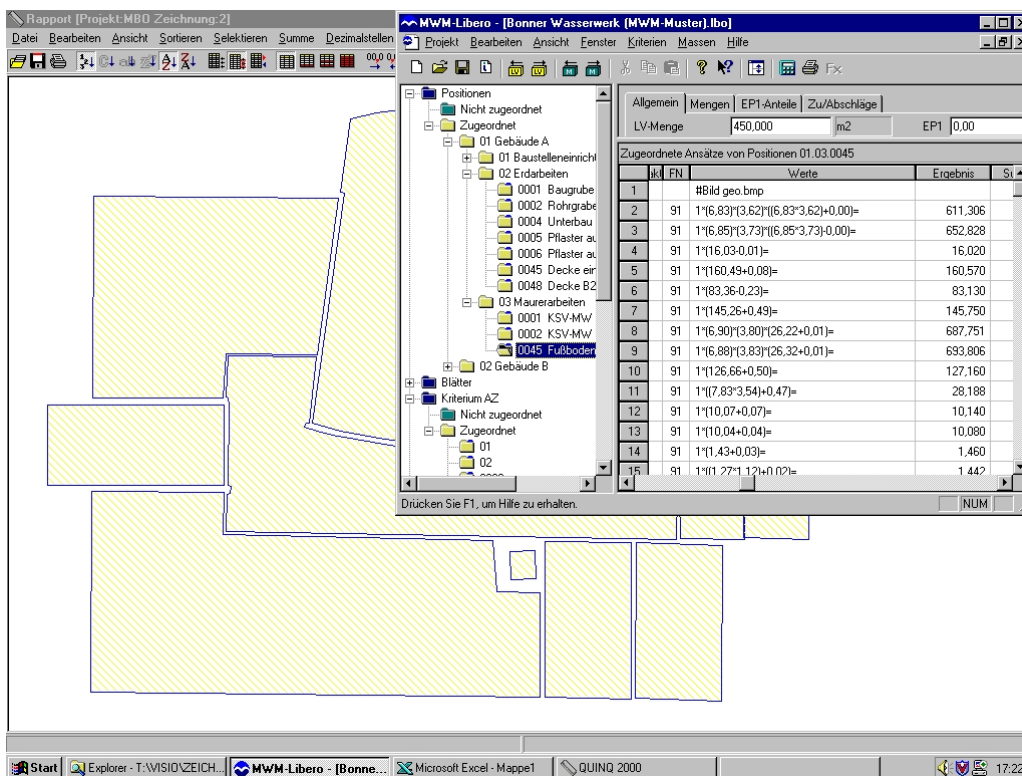 Rapport [Projekt:MBO Zeichnung:2]
Datei Bearbeiten Ansicht Sortieren Selektieren Summe Dezimalstellen
MWM-Libero - [Bonner Wasserwerk (MWM-Muster).lbo]
Projekt Bearbeiten Ansicht Fenster Kriterien Massen Hilfe
Positionen
Nicht zugeordnet
Zugeordnet
01 Gebäude A
01 Baustelleneinrich
02 Erdarbeiten
0001 Baugrube
0002 Rohrgrabe
0004 Unterbau
0005 Pflaster au
0006 Pflaster au
0045 Decke ein
0048 Decke B2
03 Maurerarbeiten
0001 KSV-MW
0002 KSV-MW
0045 Fußboden
02 Gebäude B
Blätter
Kriterium AZ
Nicht zugeordnet
Zugeordnet
01
02
Allgemein Mengen EP1-Anteile Zu/Abschläge
LV-Menge 450,000 m2 EP1 0,00
Zugeordnete Ansätze von Positionen 01.03.0045
FN Werte Ergebnis
1 #Bild geo.bmp
2 91 1*(6,83)*(3,62)*((6,83*3,62)+0,00)= 611,306
3 91 1*(6,85)*(3,73)*((6,85*3,73)-0,00)= 652,828
4 91 1*(16,03-0,01)= 16,020
5 91 1*(160,49+0,08)= 160,570
6 91 1*(83,36-0,23)= 83,130
7 91 1*(145,26+0,49)= 145,750
8 91 1*(6,90)*(3,80)*(26,22+0,01)= 687,751
9 91 1*(6,88)*(3,83)*(26,32+0,01)= 693,806
10 91 1*(126,66+0,50)= 127,160
11 91 1*((7,83*3,54)+0,47)= 28,188
12 91 1*(10,07+0,07)= 10,140
13 91 1*(10,04+0,04)= 10,080
14 91 1*(1,43+0,03)= 1,460
15 91 1*((1,27*1,12)+0,02)= 1,442
Drücken Sie F1, um Hilfe zu erhalten.
NUM
Start Explorer - T:\VISIO\ZEICH... MWM-Libero - [Bonne... Microsoft Excel - Mappe1 QUINQ 2000 17:22